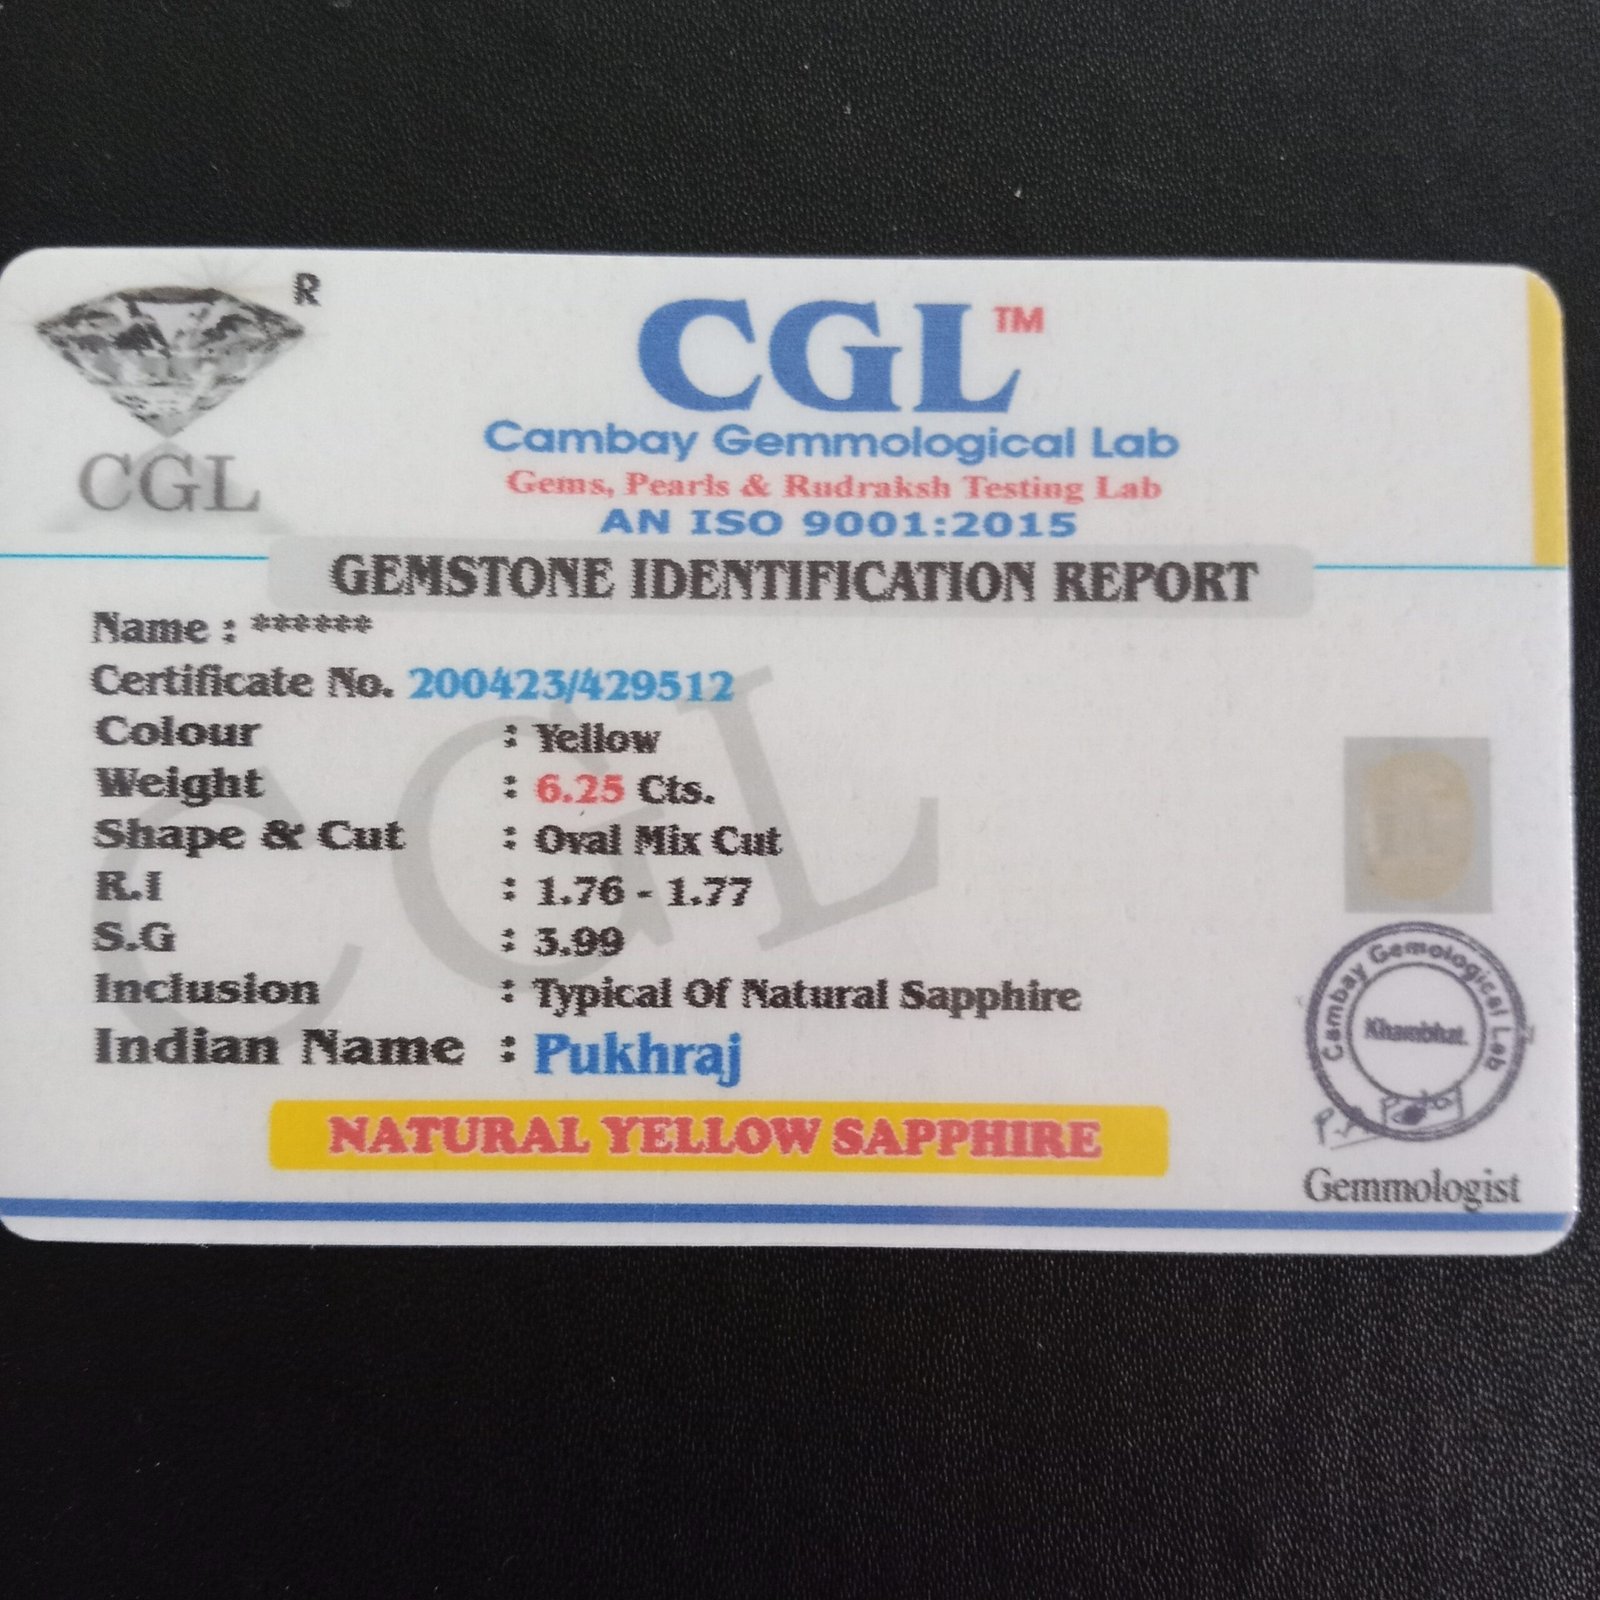 R
CGL
CGL™
Cambay Gemmological Lab
Gems, Pearls & Rudraksh Testing Lab
AN ISO 9001:2015
GEMSTONE IDENTIFICATION REPORT
Name : ******
Certificate No. 200423/429512
Colour : Yellow
Weight : 6.25 Cts.
Shape & Cut : Oval Mix Cut
R.I : 1.76 - 1.77
S.G : 3.99
Inclusion : Typical Of Natural Sapphire
Indian Name : Pukhraj
NATURAL YELLOW SAPPHIRE
CGL
Cambay Gemological Lab
Khambhat.
Gemmologist